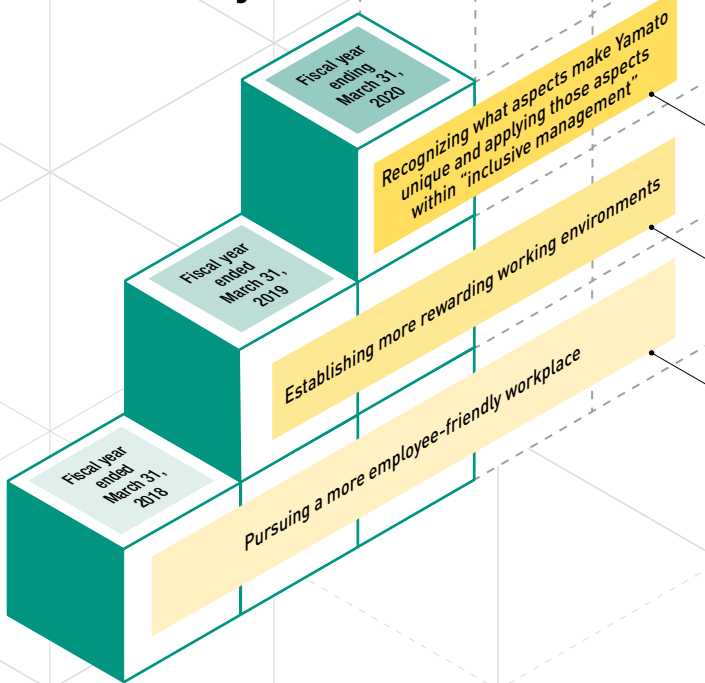 Fiscal year
ending
March 31,
2020
Recognizing what aspects make Yamato
unique and applying those aspects
within “inclusive management”
Fiscal year
ended
March 31,
2019
Establishing more rewarding working environments
Fiscal year
ended
March 31,
2018
Pursuing a more employee-friendly workplace